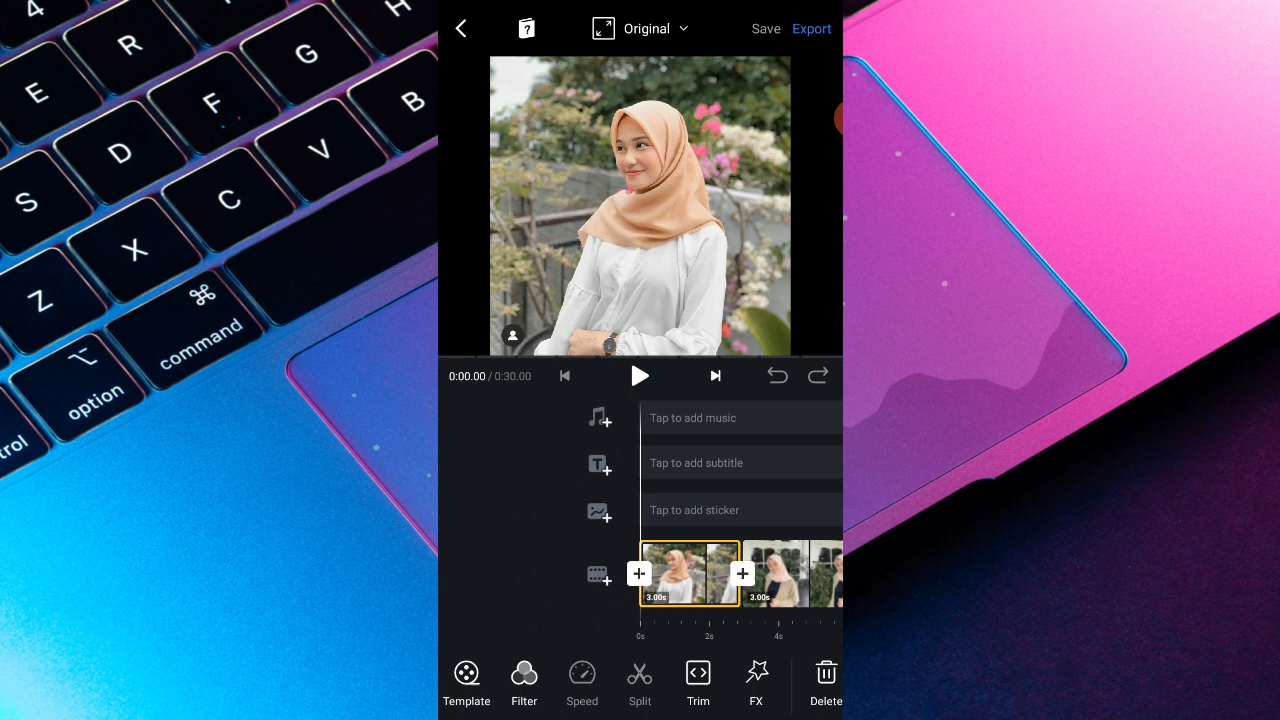 4
R
H
E
F
G
S
D
V
B
C
Z
X
⌘
command
⌥
option
trol
?
Original
Save
Export
0:00.00 / 0:30.00
Tap to add music
T
Tap to add subtitle
Tap to add sticker
3.00s
3.00s
0s
2s
4s
Template
Filter
Speed
Split
Trim
FX
Delete